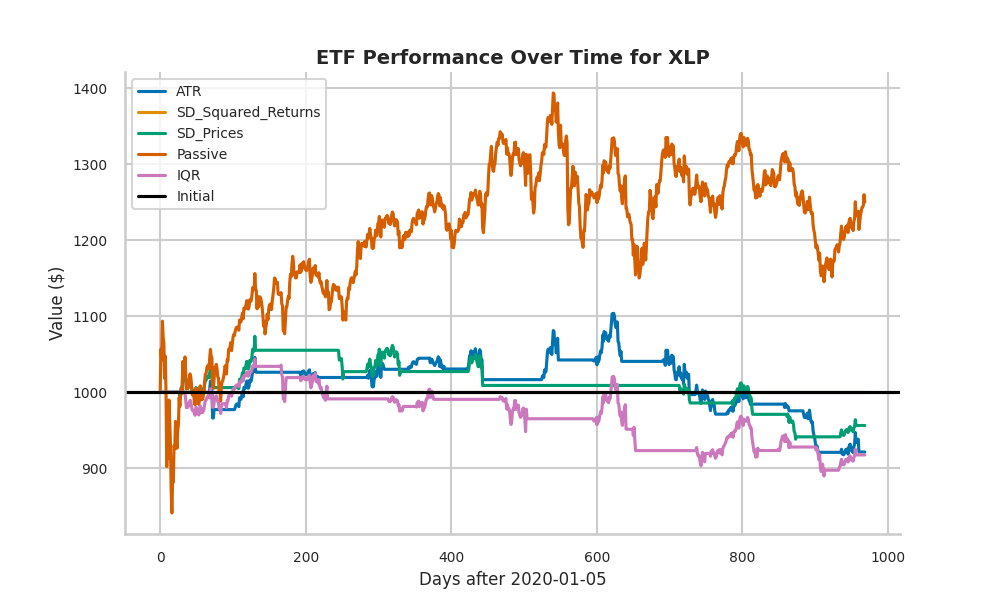 ETF Performance Over Time for XLP
ATR
SD_Squared_Returns
SD_Prices
Passive
IQR
Initial
1400
1300
1200
1100
1000
900
Value ($)
0 200 400 600 800 1000
Days after 2020-01-05